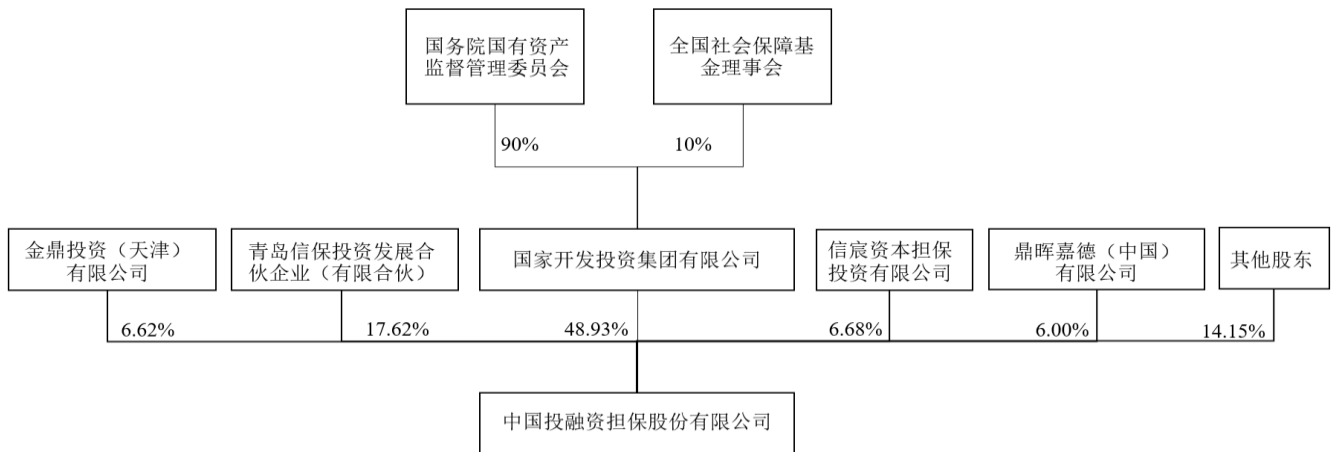 国务院国有资产
监督管理委员会
全国社会保障基
金理事会
90%
10%
金鼎投资（天津）
有限公司
青岛信保投资发展合
伙企业（有限合伙）
国家开发投资集团有限公司
信宸资本担保
投资有限公司
鼎晖嘉德（中国）
有限公司
其他股东
6.62%
17.62%
48.93%
6.68%
6.00%
14.15%
中国投融资担保股份有限公司